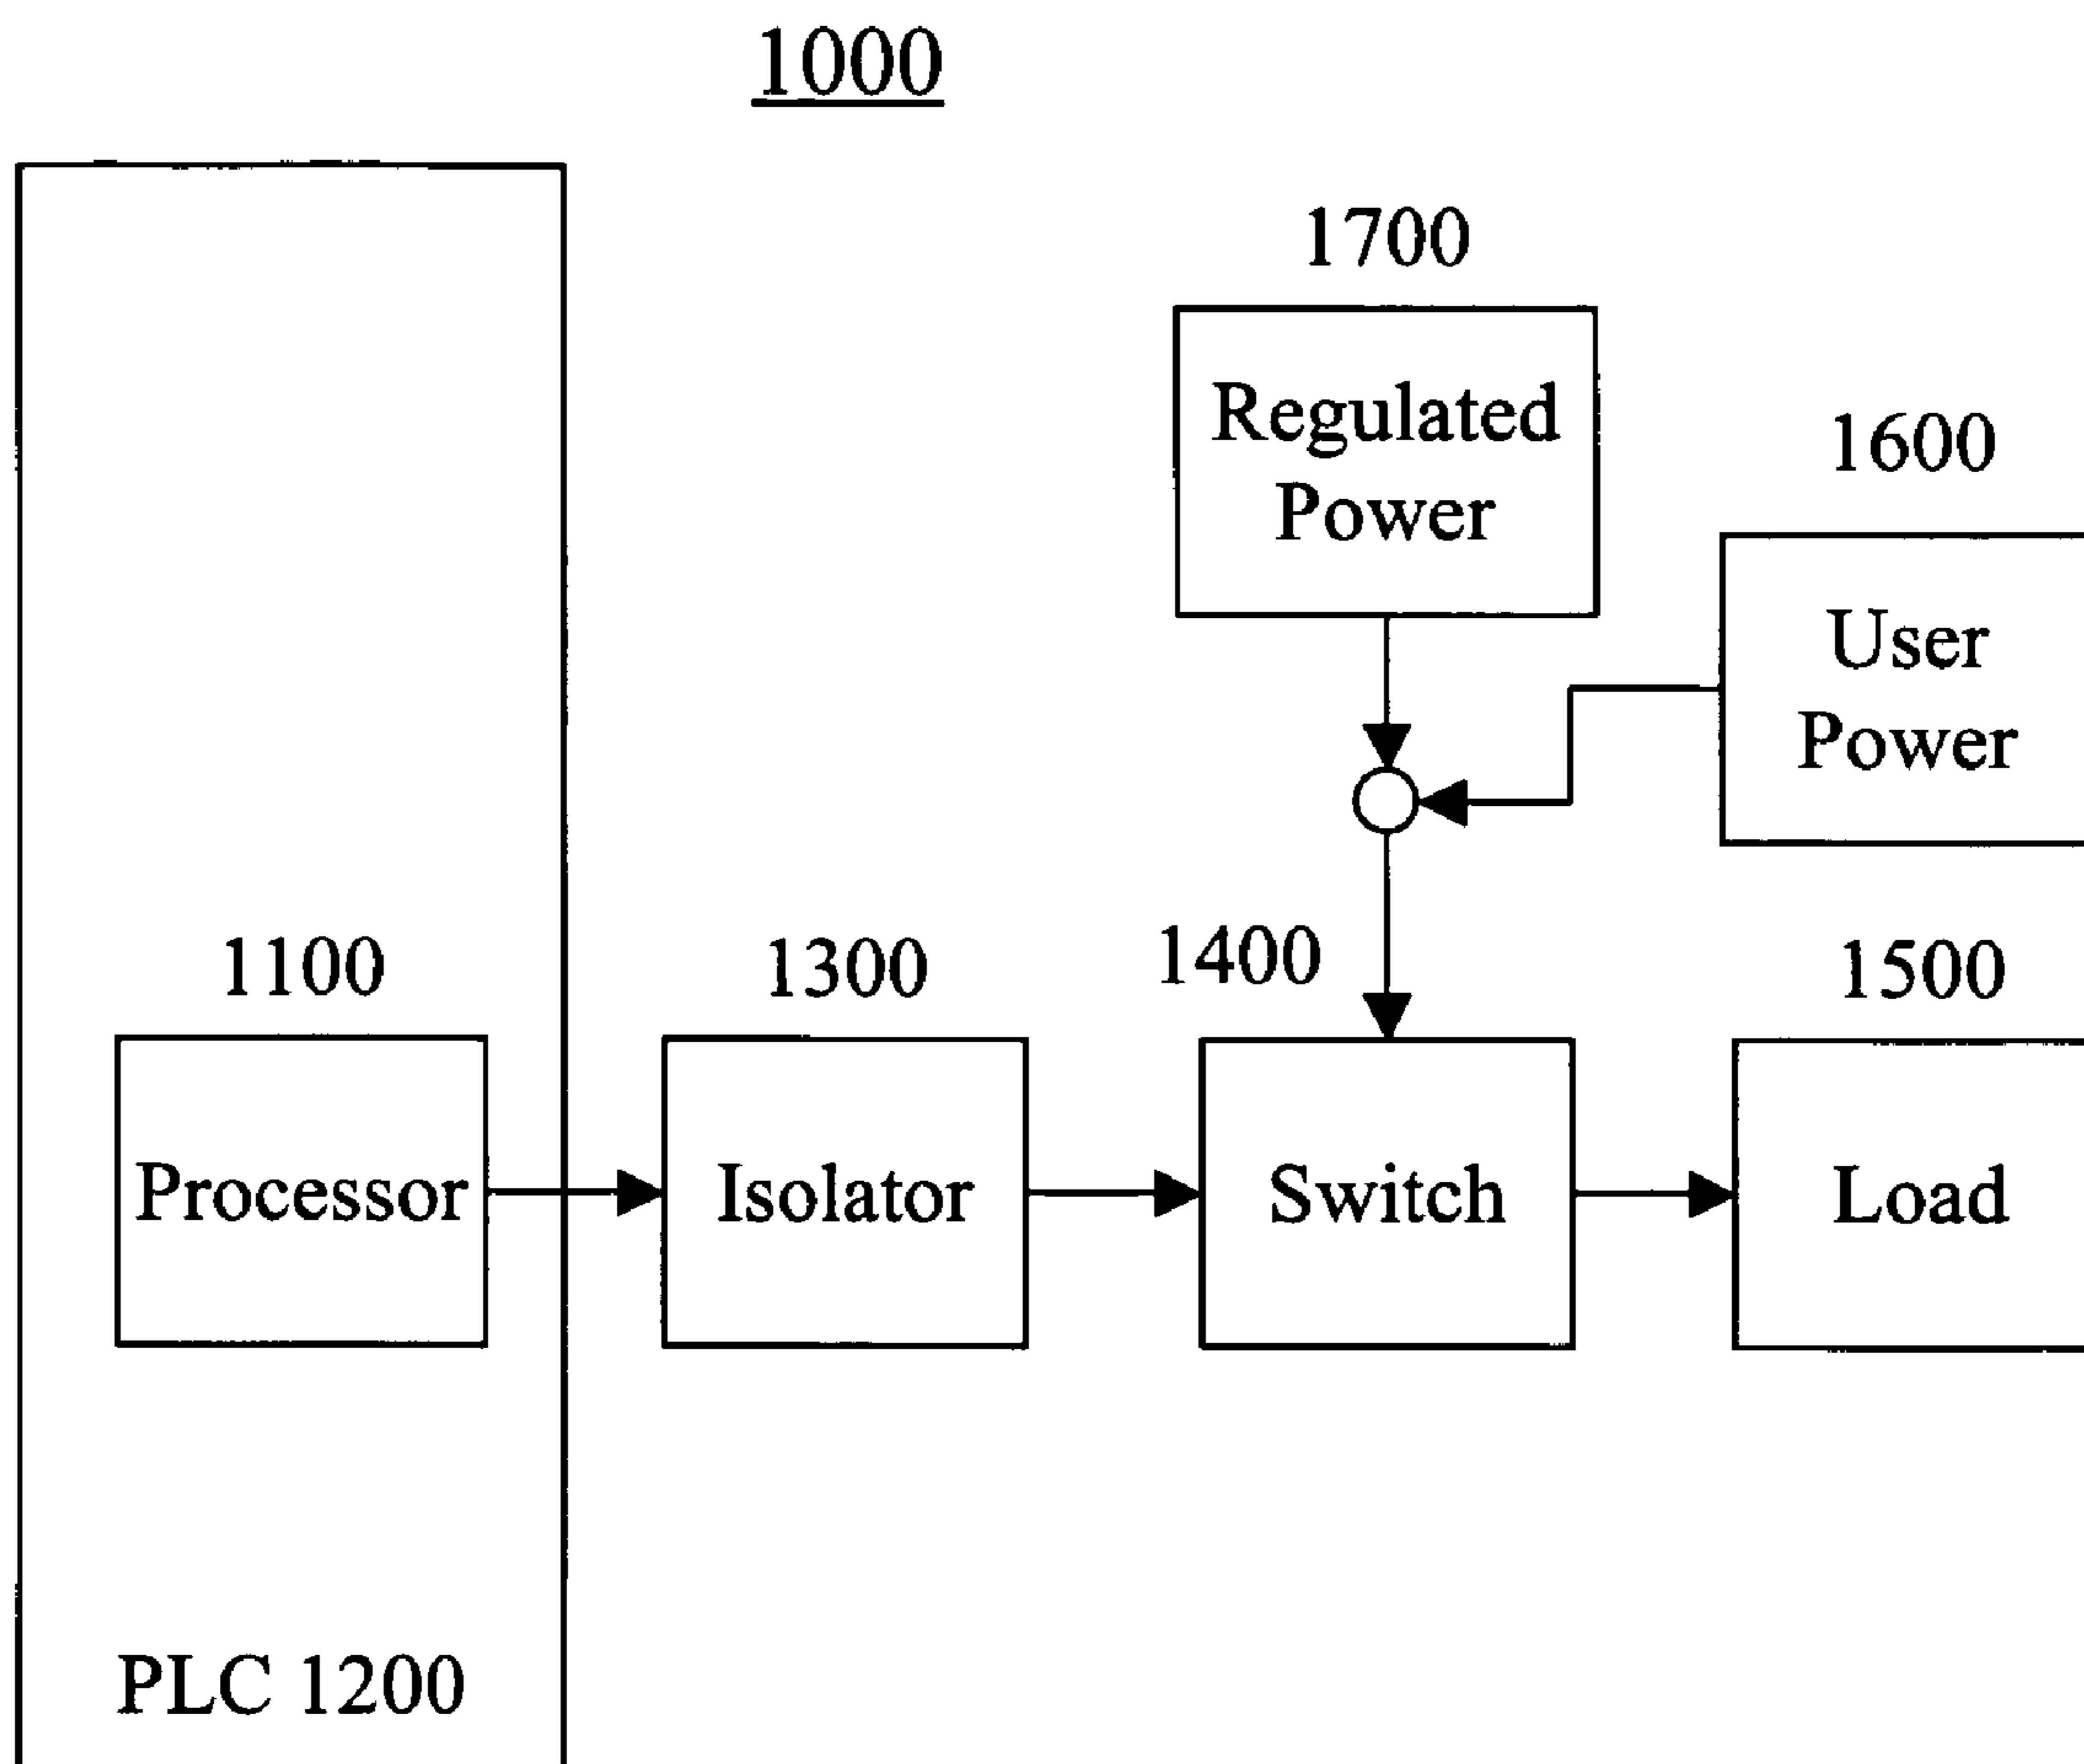 1000
1700
Regulated
Power
1600
User
Power
1100
1300
1400
1500
Processor
Isolator
Switch
Load
PLC 1200